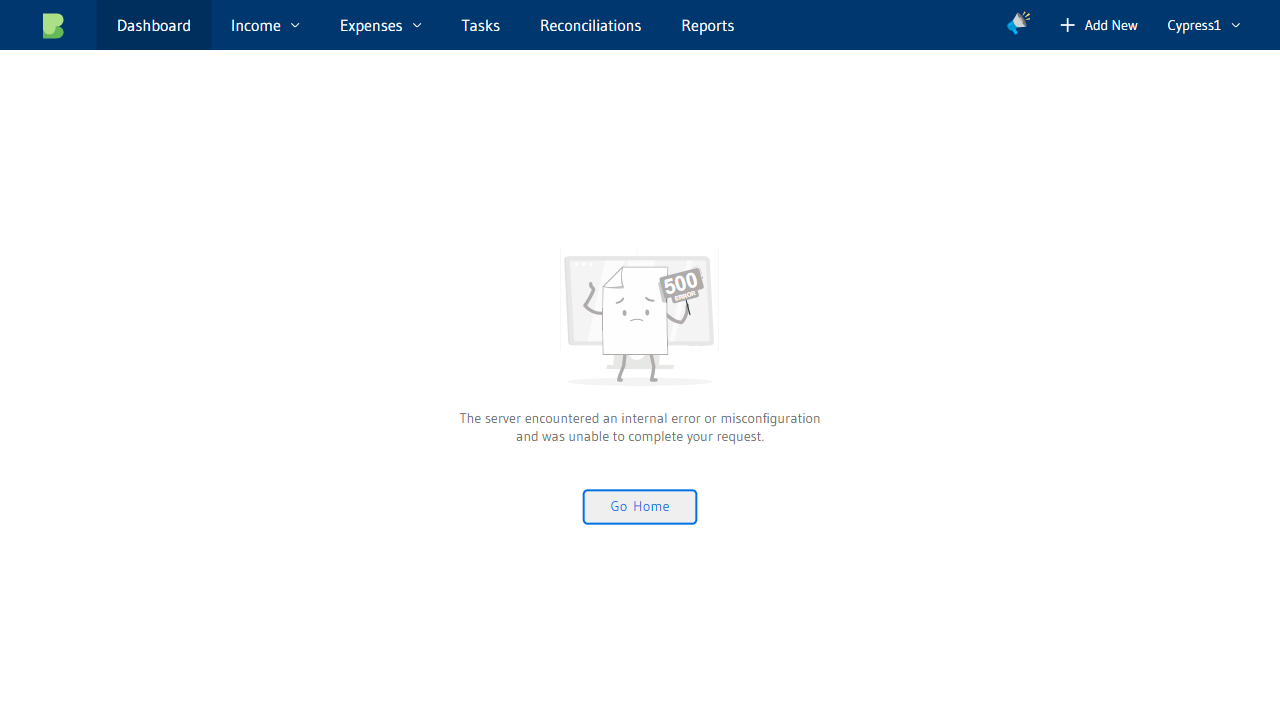 Dashboard
Income
Expenses
Tasks
Reconciliations
Reports
Add New
Cypress1
500
ERROR
The server encountered an internal error or misconfiguration
and was unable to complete your request.
Go Home